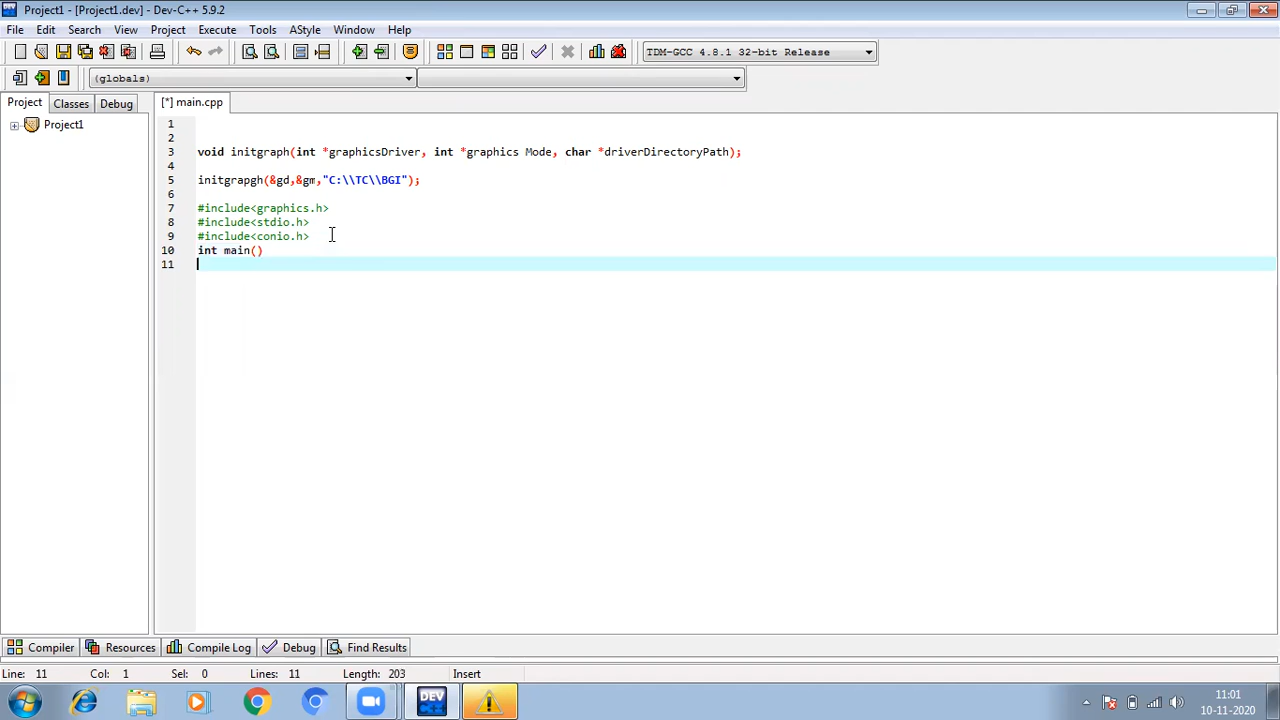 Project1 - [Project1.dev] - Dev-C++ 5.9.2
File Edit Search View Project Execute Tools AStyle Window Help
TDM-GCC 4.8.1 32-bit Release
(globals)
Project Classes Debug [*] main.cpp
Project1
1
2
3 void initgraph(int *graphicsDriver, int *graphics Mode, char *driverDirectoryPath);
4
5 initgrapgh(&gd,&gm,"C:\\TC\\BGI");
6
7 #include<graphics.h>
8 #include<stdio.h>
9 #include<conio.h>
10 int main()
11
Compiler Resources Compile Log Debug Find Results
Line: 11 Col: 1 Sel: 0 Lines: 11 Length: 203 Insert
DEV
11:01
10-11-2020